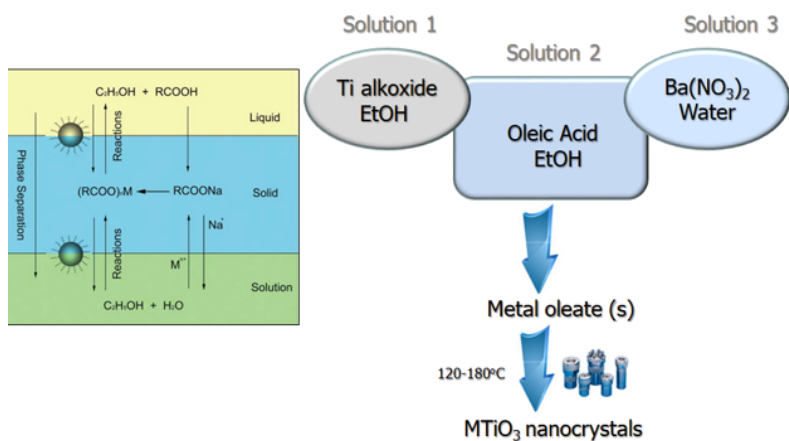 C₂H₅OH + RCOOH
Liquid
Reactions
Phase Separation
(RCOO)ₙM
RCOONa
Solid
Na⁺
Reactions
Mⁿ⁺
Solution
C₂H₅OH + H₂O
Solution 1
Solution 2
Solution 3
Ti alkoxide
EtOH
Oleic Acid
EtOH
Ba(NO₃)₂
Water
Metal oleate (s)
120-180°C
MTiO₃ nanocrystals